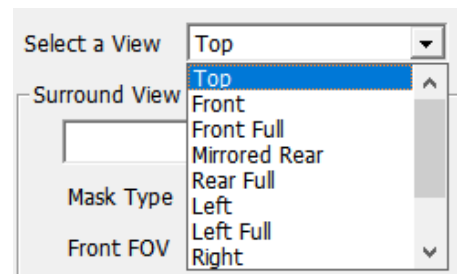 Select a View Top
Top
Surround View
Front
Front Full
Mirrored Rear
Rear Full
Mask Type
Left
Left Full
Front FOV
Right